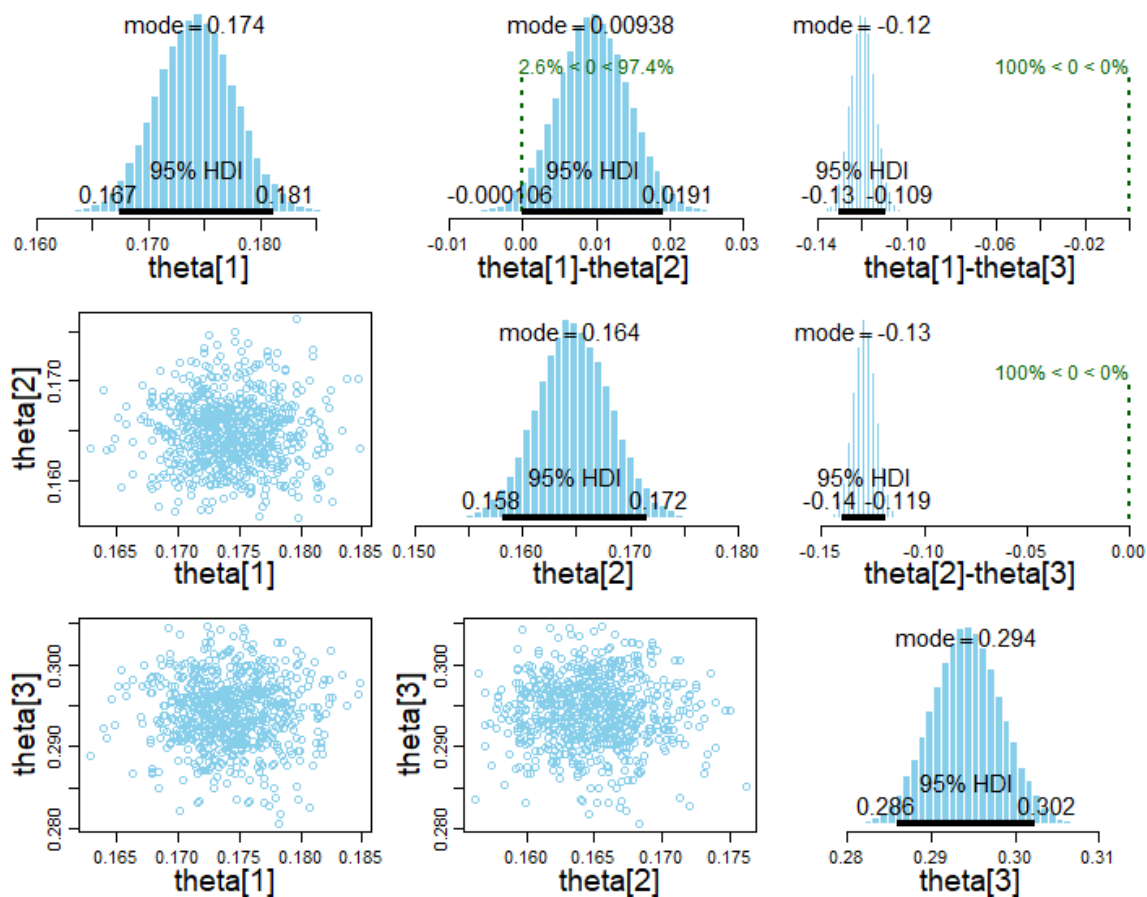 mode = 0.174
95% HDI
0.167 0.181
0.160 0.170 0.180
theta[1]
mode = 0.00938
2.6% < 0 < 97.4%
95% HDI
-0.000106 0.0191
-0.01 0.00 0.01 0.02 0.03
theta[1]-theta[2]
mode = -0.12
100% < 0 < 0%
95% HDI
-0.13 -0.109
-0.14 -0.10 -0.06 -0.02
theta[1]-theta[3]
theta[2]
0.170
0.160
0.165 0.170 0.175 0.180 0.185
theta[1]
mode = 0.164
95% HDI
0.158 0.172
0.150 0.160 0.170 0.180
theta[2]
mode = -0.13
100% < 0 < 0%
95% HDI
-0.14 -0.119
-0.15 -0.10 -0.05 0.00
theta[2]-theta[3]
theta[3]
0.300
0.290
0.280
0.165 0.170 0.175 0.180 0.185
theta[1]
theta[3]
0.300
0.290
0.280
0.160 0.165 0.170 0.175
theta[2]
mode = 0.294
95% HDI
0.286 0.302
0.28 0.29 0.30 0.31
theta[3]